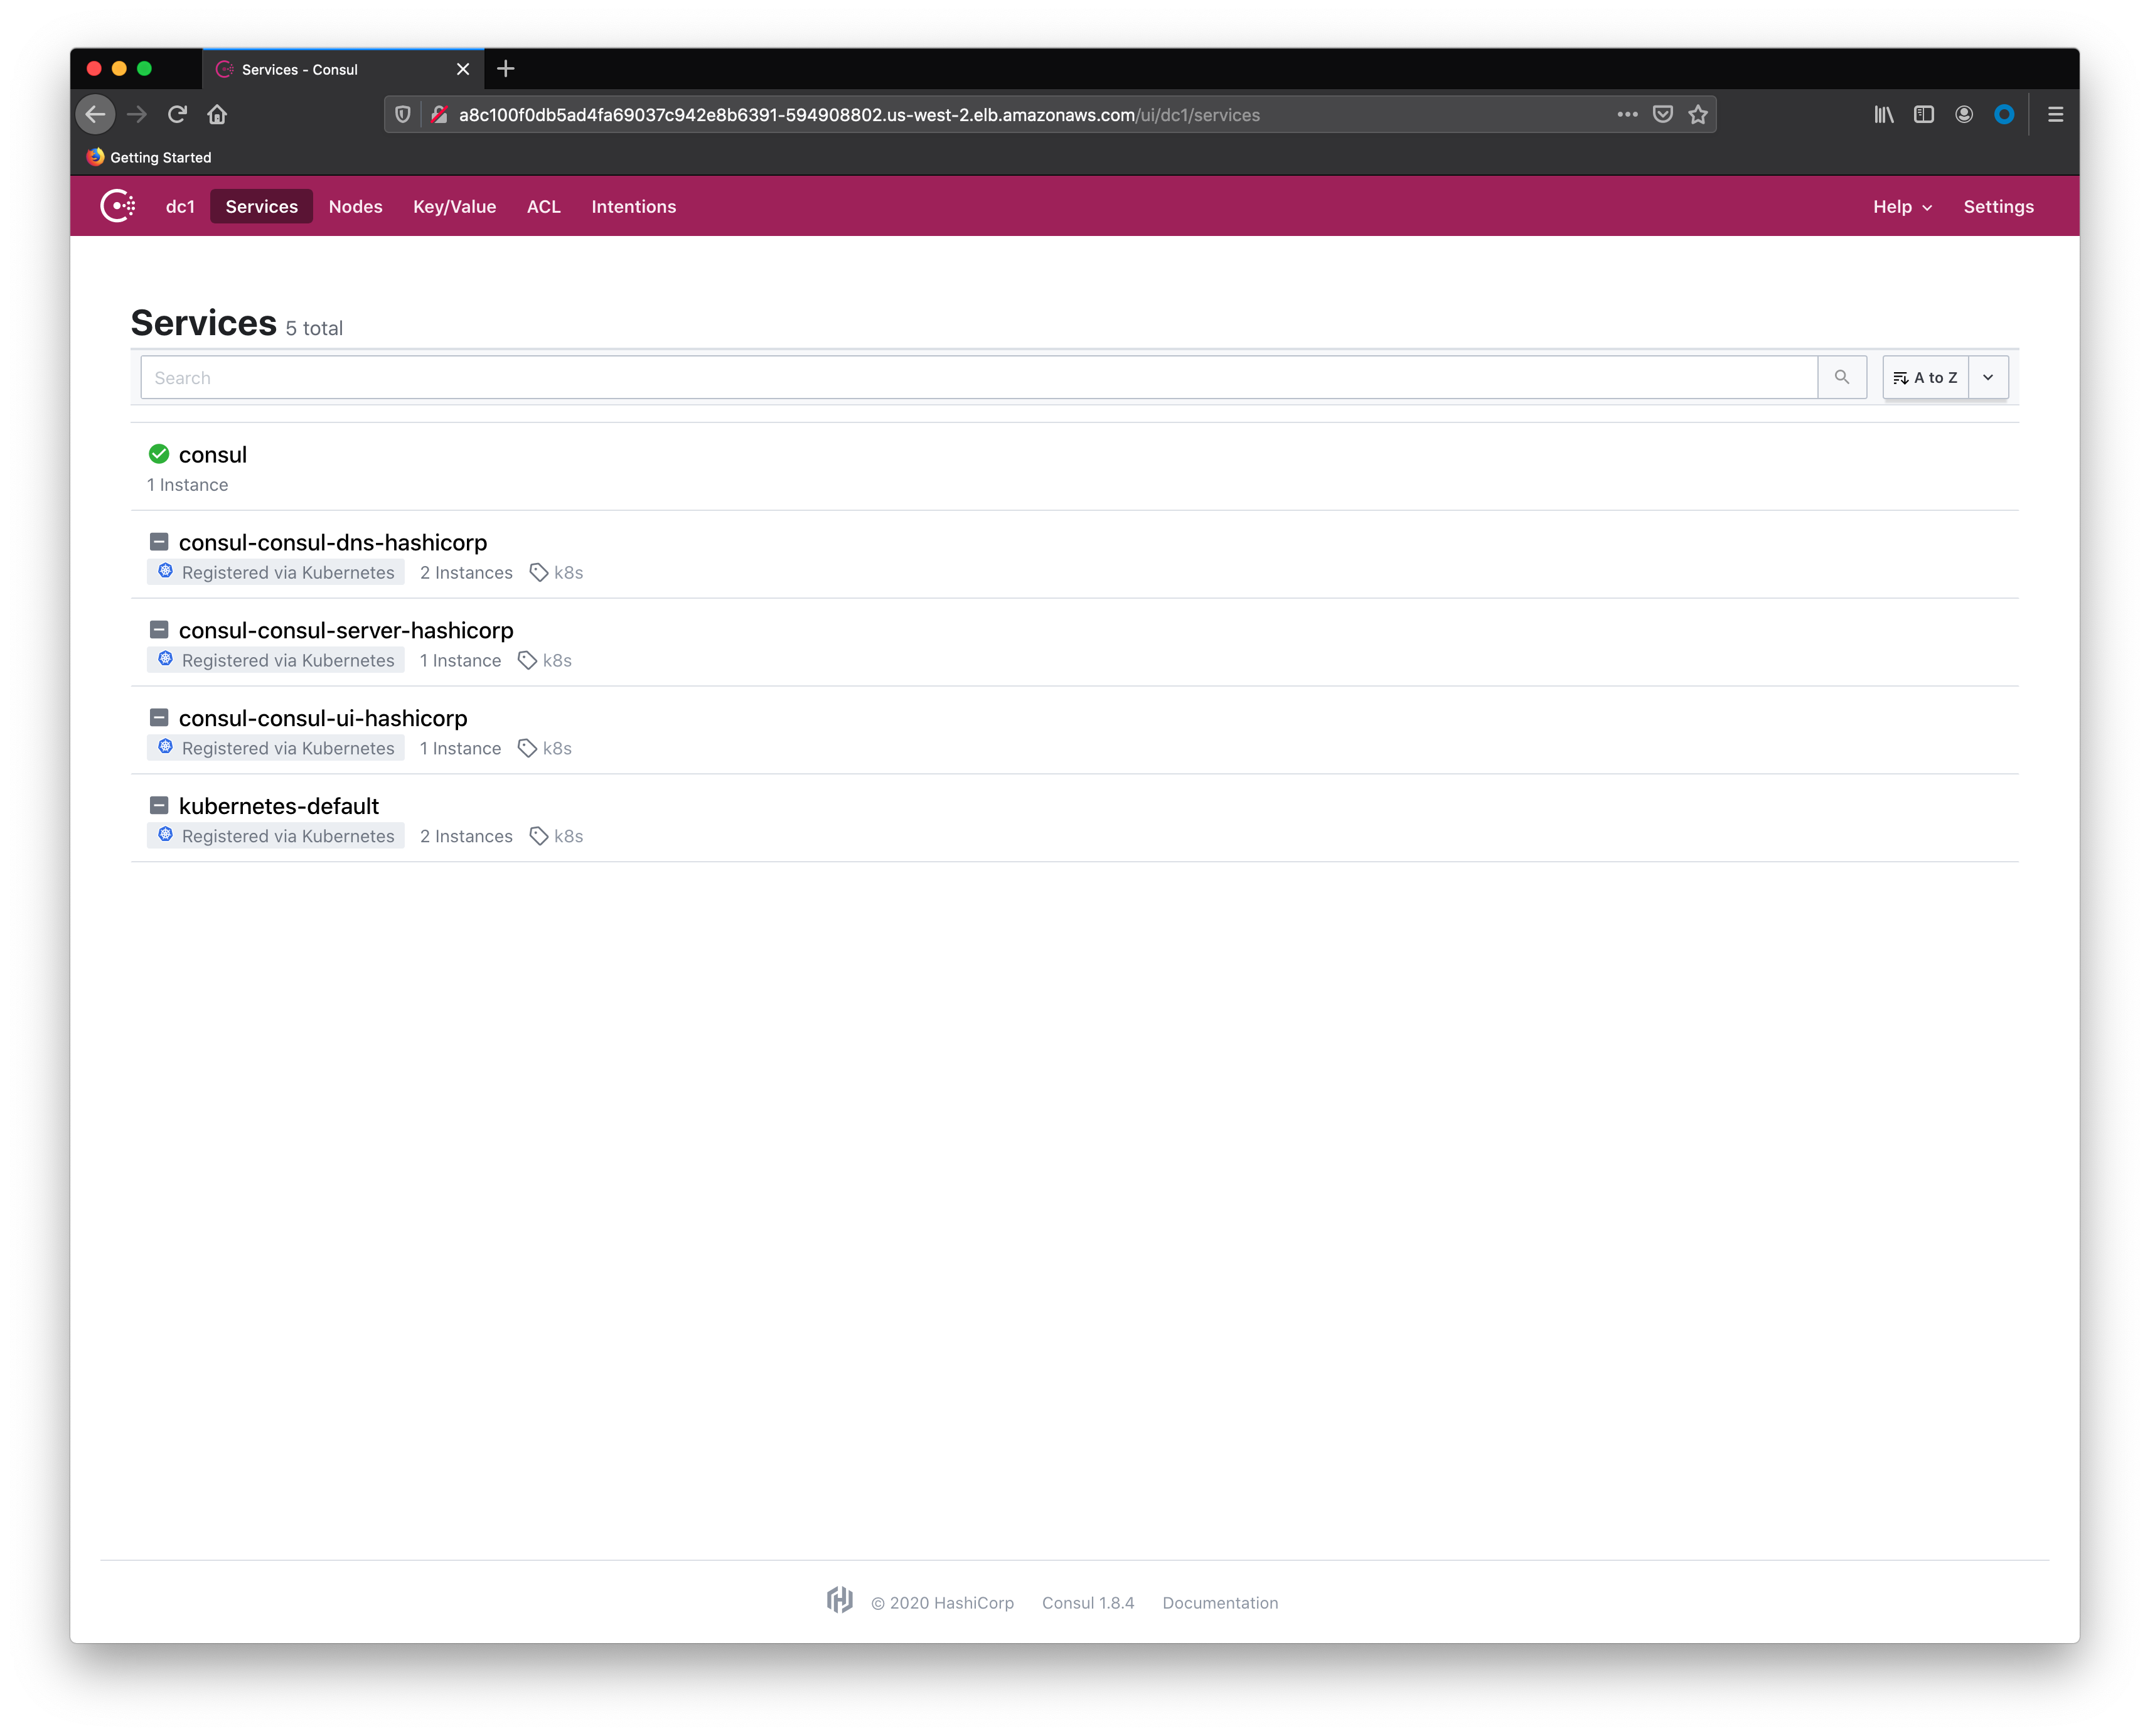 Services - Consul
a8c100f0db5ad4fa69037c942e8b6391-594908802.us-west-2.elb.amazonaws.com/ui/dc1/services
Getting Started
dc1 Services Nodes Key/Value ACL Intentions Help Settings
Services 5 total
Search A to Z
consul
1 Instance
consul-consul-dns-hashicorp
Registered via Kubernetes 2 Instances k8s
consul-consul-server-hashicorp
Registered via Kubernetes 1 Instance k8s
consul-consul-ui-hashicorp
Registered via Kubernetes 1 Instance k8s
kubernetes-default
Registered via Kubernetes 2 Instances k8s
© 2020 HashiCorp Consul 1.8.4 Documentation